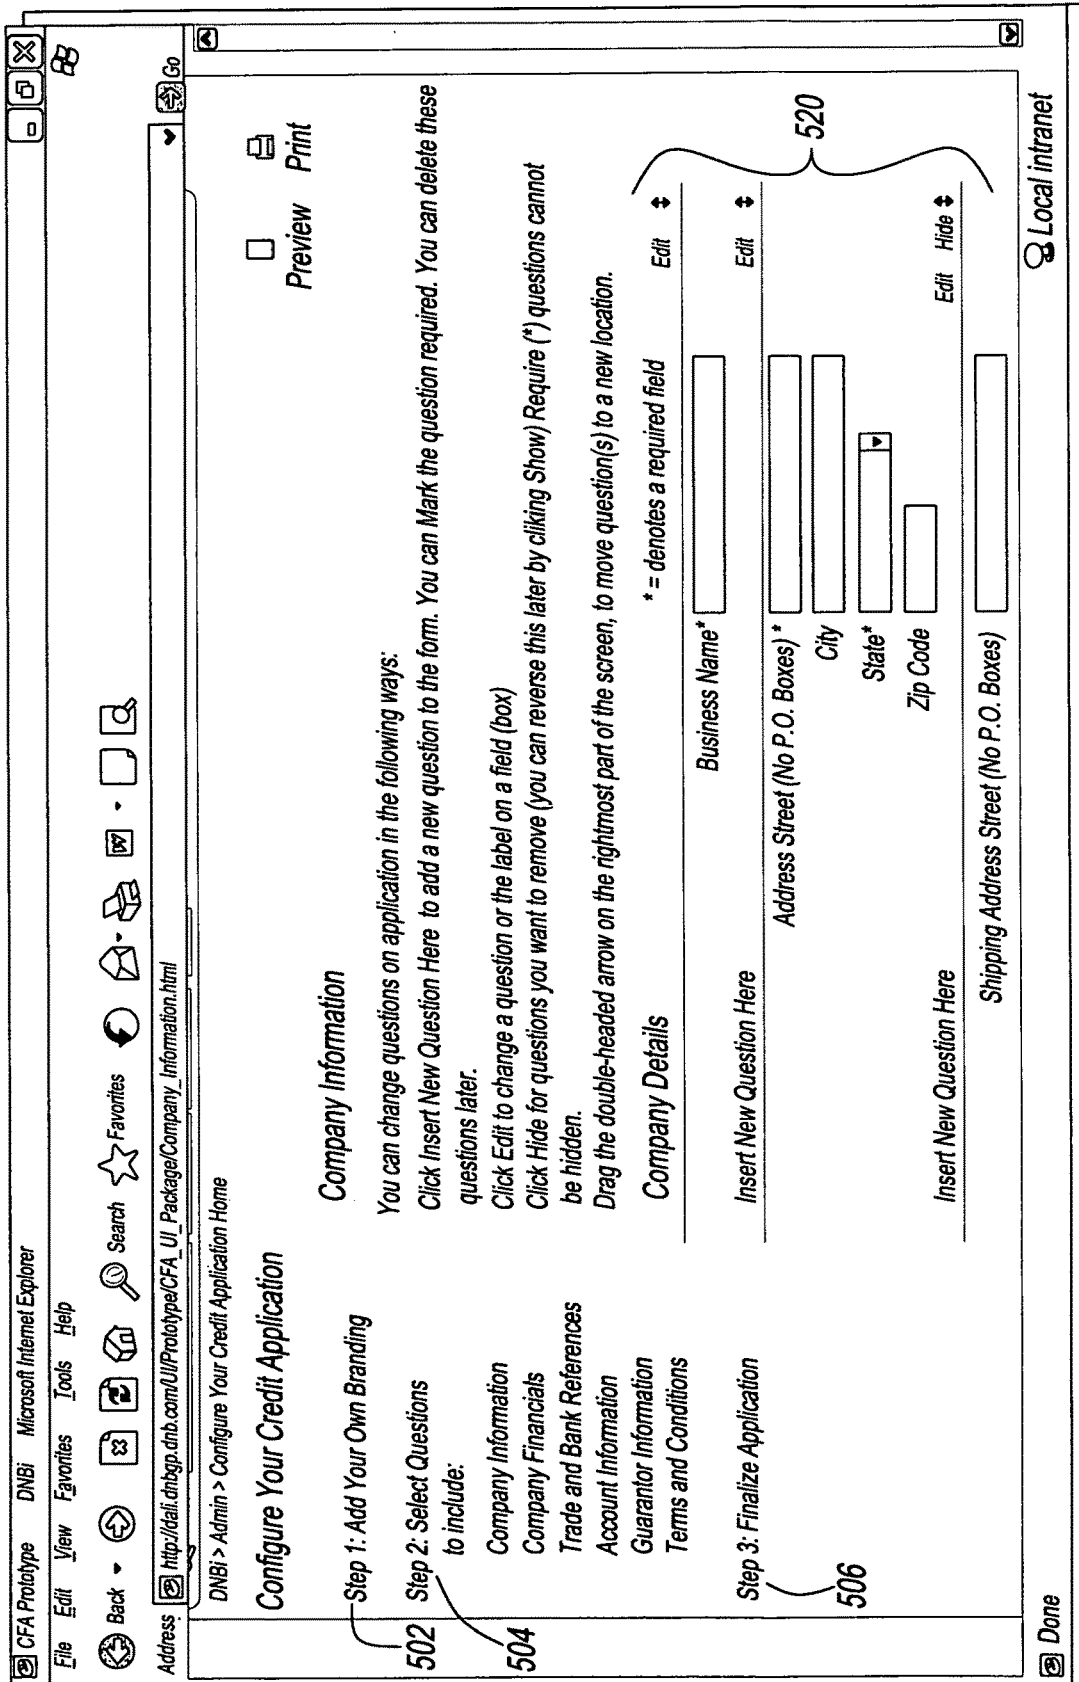 CFA Prototype DNBi Microsoft Internet Explorer
File Edit View Favorites Tools Help
Back Search Favorites W
Address http://dali.dnbgp.dnb.com/UI/Prototype/CFA_UI_Package/Company_Information.html Go
DNBi > Admin > Configure Your Credit Application Home
Configure Your Credit Application
Preview Print
Step 1: Add Your Own Branding
502
Step 2: Select Questions
to include:
504
Company Information
Company Financials
Trade and Bank References
Account Information
Guarantor Information
Terms and Conditions
Step 3: Finalize Application
506
Company Information
You can change questions on application in the following ways:
Click Insert New Question Here to add a new question to the form. You can Mark the question required. You can delete these
questions later.
Click Edit to change a question or the label on a field (box)
Click Hide for questions you want to remove (you can reverse this later by cliking Show) Require (*) questions cannot
be hidden.
Drag the double-headed arrow on the rightmost part of the screen, to move question(s) to a new location.
Company Details * = denotes a required field Edit
Business Name*
Insert New Question Here Edit
520
Address Street (No P.O. Boxes) *
City
State*
Zip Code
Insert New Question Here Edit Hide
Shipping Address Street (No P.O. Boxes)
Done Local intranet